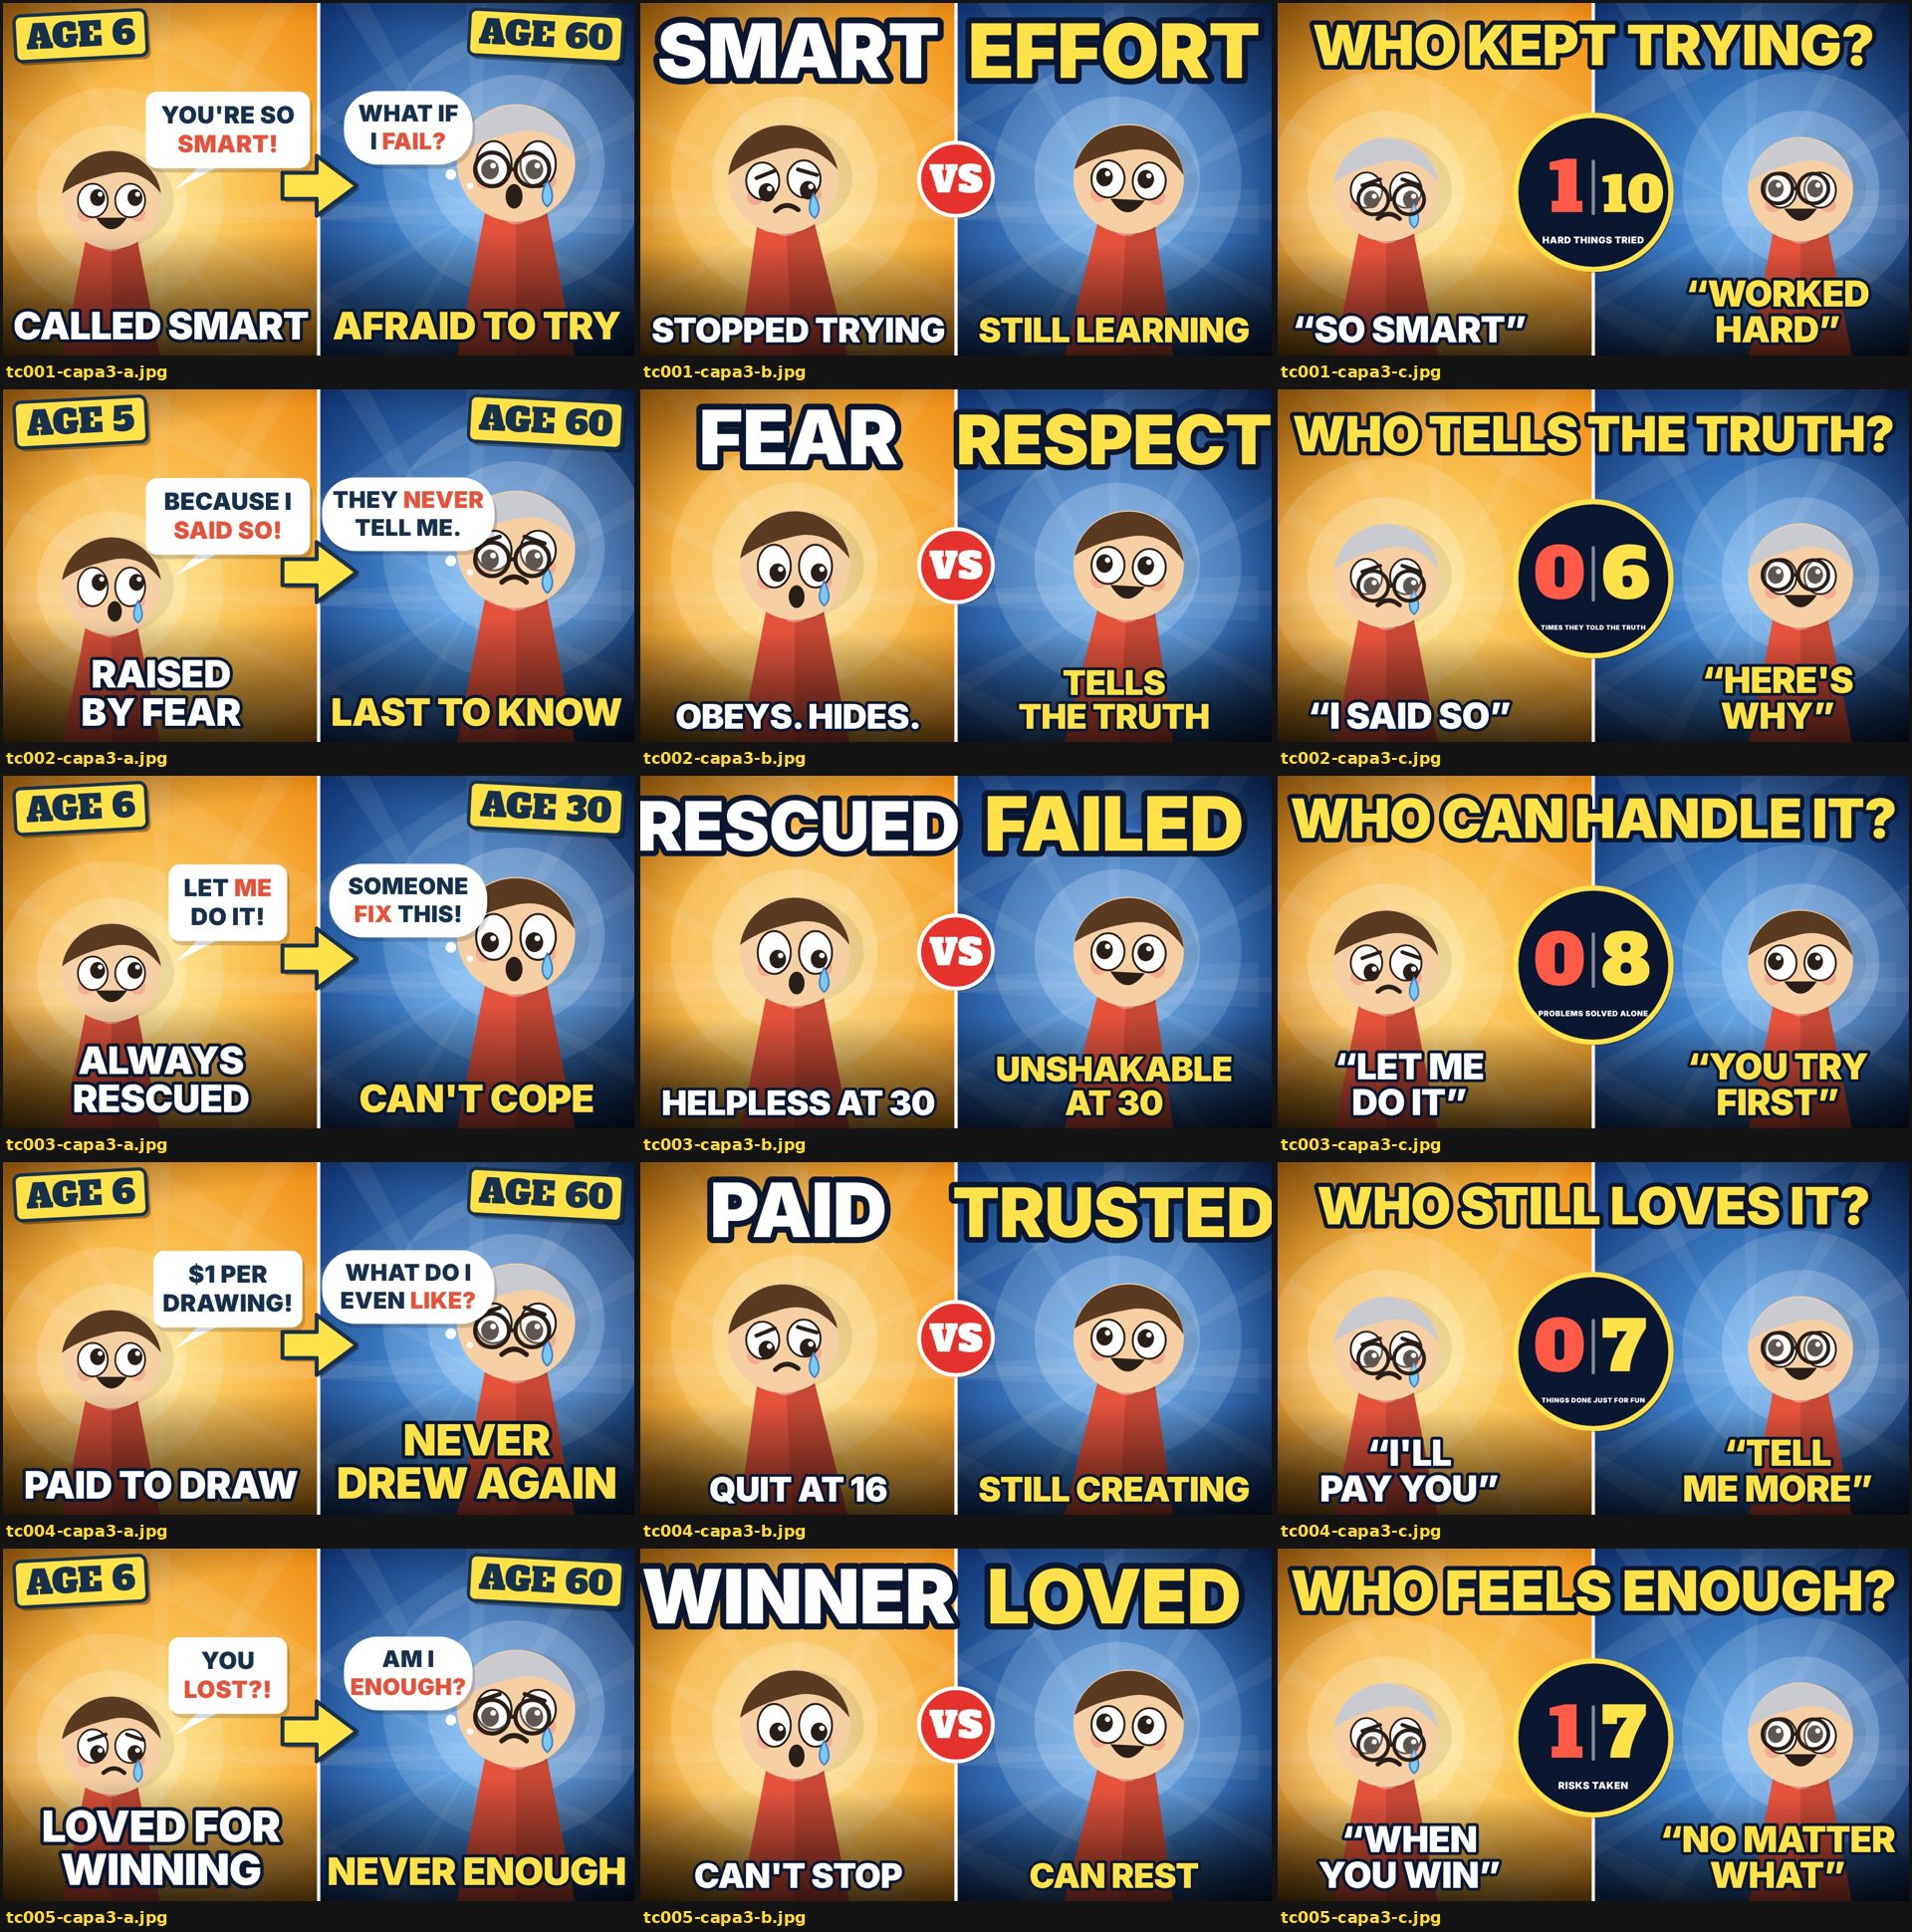 AGE 6
AGE 60
YOU'RE SO
SMART!
WHAT IF
I FAIL?
CALLED SMART
AFRAID TO TRY
tc001-capa3-a.jpg
SMART
EFFORT
VS
STOPPED TRYING
STILL LEARNING
tc001-capa3-b.jpg
WHO KEPT TRYING?
1|10
HARD THINGS TRIED
“SO SMART”
“WORKED
HARD”
tc001-capa3-c.jpg
AGE 5
AGE 60
BECAUSE I
SAID SO!
THEY NEVER
TELL ME.
RAISED
BY FEAR
LAST TO KNOW
tc002-capa3-a.jpg
FEAR
RESPECT
VS
OBEYS. HIDES.
TELLS
THE TRUTH
tc002-capa3-b.jpg
WHO TELLS THE TRUTH?
0|6
TIMES THEY TOLD THE TRUTH
“I SAID SO”
“HERE'S
WHY”
tc002-capa3-c.jpg
AGE 6
AGE 30
LET ME
DO IT!
SOMEONE
FIX THIS!
ALWAYS
RESCUED
CAN'T COPE
tc003-capa3-a.jpg
RESCUED
FAILED
VS
HELPLESS AT 30
UNSHAKABLE
AT 30
tc003-capa3-b.jpg
WHO CAN HANDLE IT?
0|8
PROBLEMS SOLVED ALONE
“LET ME
DO IT”
“YOU TRY
FIRST”
tc003-capa3-c.jpg
AGE 6
AGE 60
$1 PER
DRAWING!
WHAT DO I
EVEN LIKE?
PAID TO DRAW
NEVER
DREW AGAIN
tc004-capa3-a.jpg
PAID
TRUSTED
VS
QUIT AT 16
STILL CREATING
tc004-capa3-b.jpg
WHO STILL LOVES IT?
0|7
THINGS DONE JUST FOR FUN
“I'LL
PAY YOU”
“TELL
ME MORE”
tc004-capa3-c.jpg
AGE 6
AGE 60
YOU
LOST?!
AM I
ENOUGH?
LOVED FOR
WINNING
NEVER ENOUGH
tc005-capa3-a.jpg
WINNER
LOVED
VS
CAN'T STOP
CAN REST
tc005-capa3-b.jpg
WHO FEELS ENOUGH?
1|7
RISKS TAKEN
“WHEN
YOU WIN”
“NO MATTER
WHAT”
tc005-capa3-c.jpg